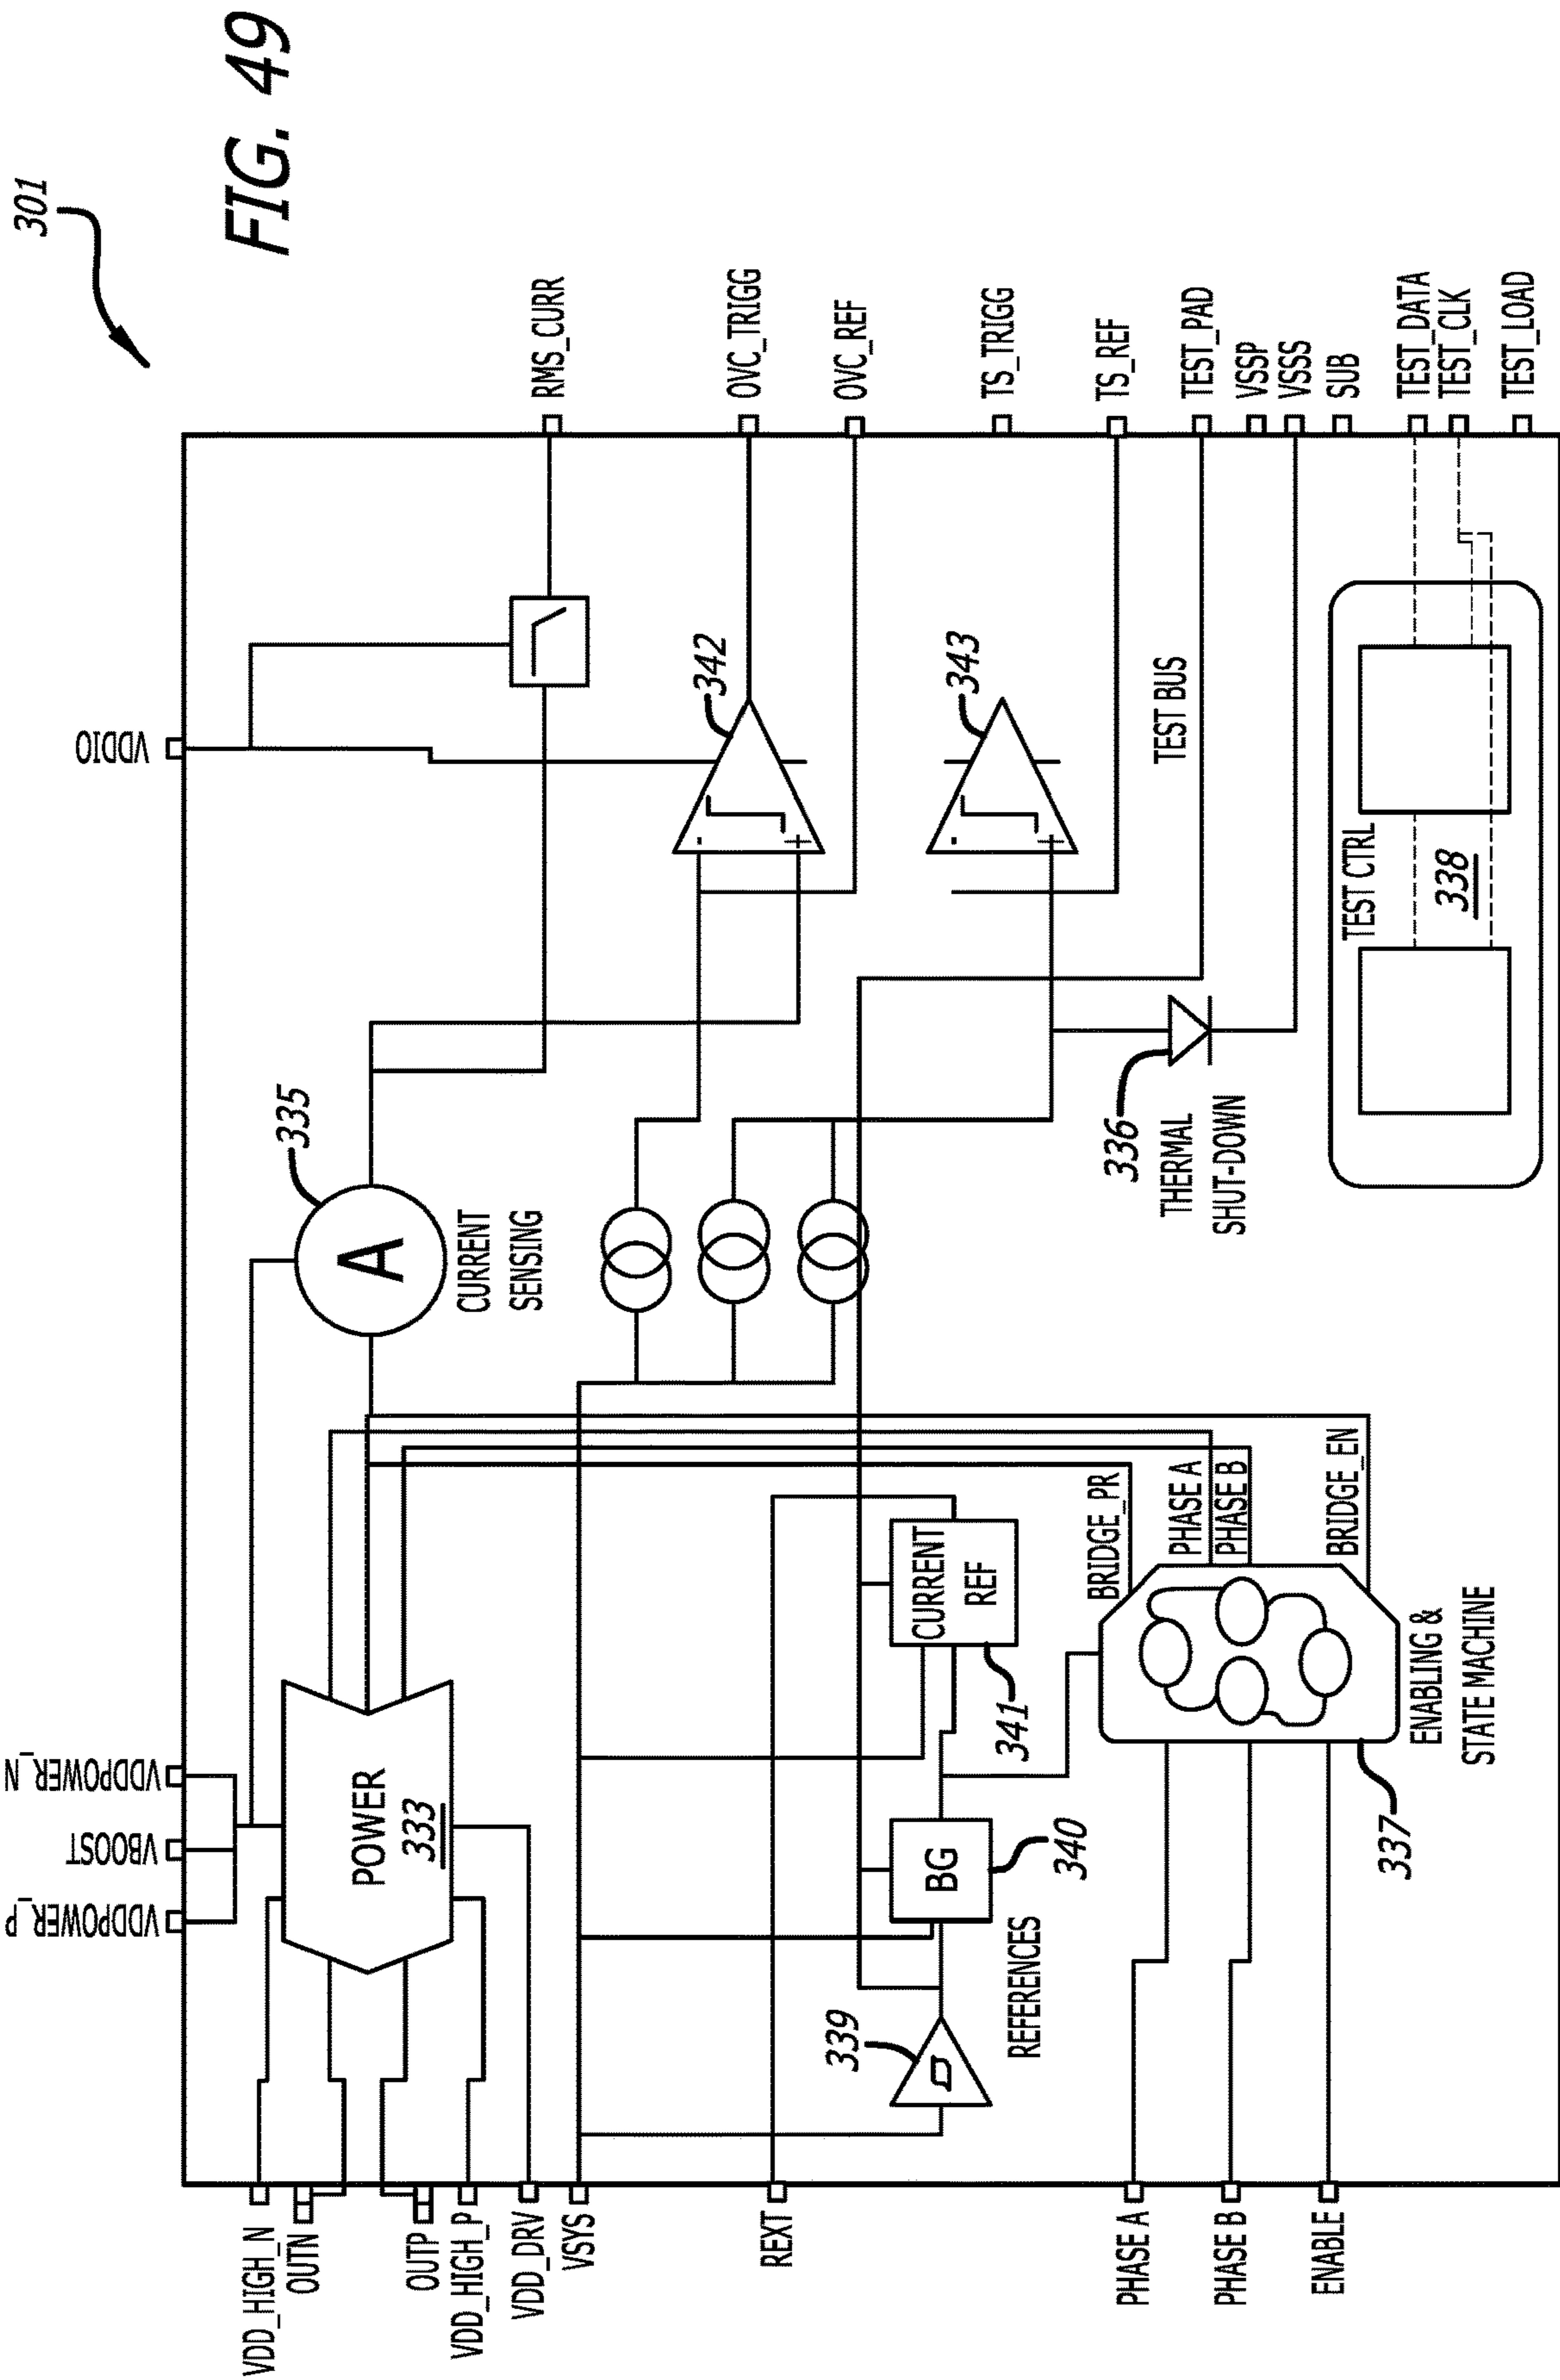 FIG. 49
301
VDDPOWER_P
VBOOST
VDDPOWER_N
VDDIO
VDD_HIGH_N
OUTN
OUTP
VDD_HIGH_P
VDD_DRV
VSYS
REXT
PHASE A
PHASE B
ENABLE
POWER
333
335
A
CURRENT
SENSING
RMS_CURR
OVC_TRIGG
OVC_REF
TS_TRIGG
TS_REF
TEST_PAD
VSSP
VSSS
SUB
TEST_DATA
TEST_CLK
TEST_LOAD
342
-
+
343
-
+
TEST BUS
339
BG
340
REFERENCES
CURRENT
REF
341
336
THERMAL
SHUT-DOWN
BRIDGE_PR
PHASE A
PHASE B
BRIDGE_EN
337
ENABLING &
STATE MACHINE
TEST CTRL
338